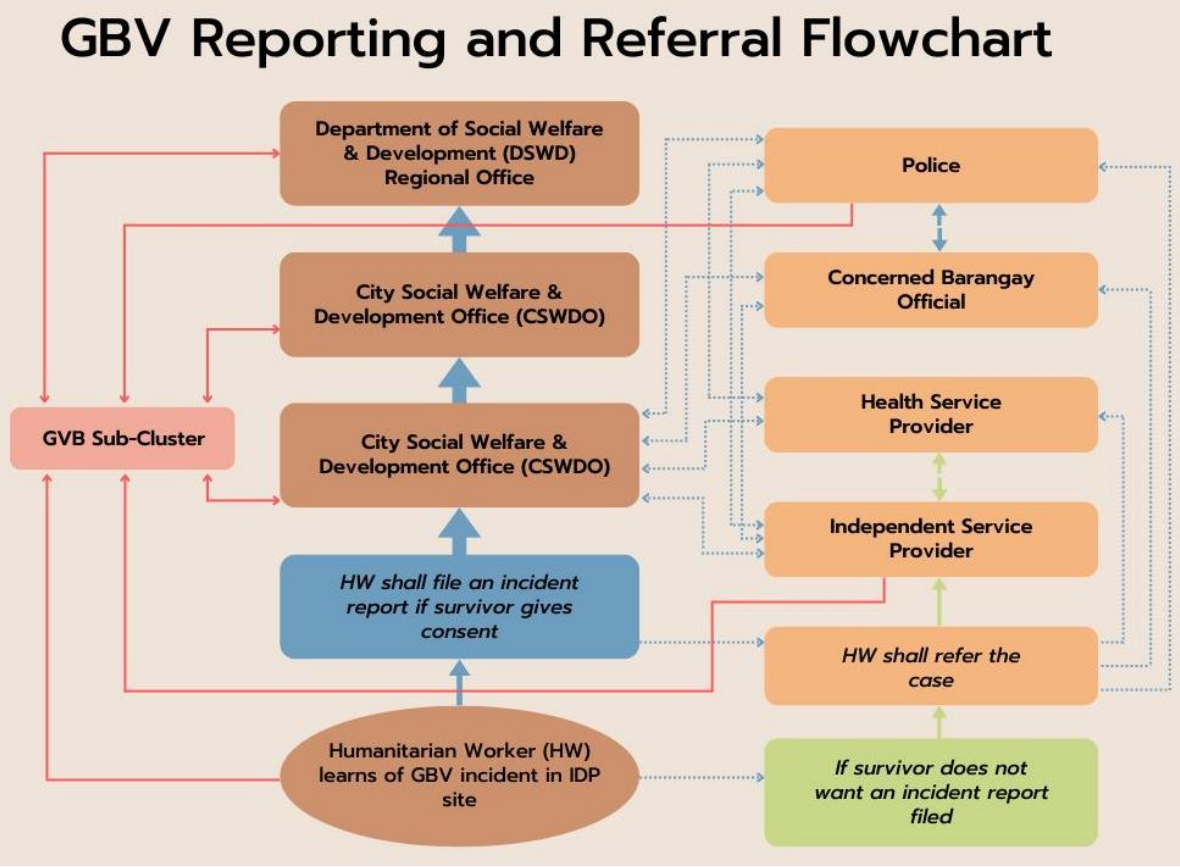 GBV Reporting and Referral Flowchart
Department of Social Welfare
& Development (DSWD)
Regional Office
Police
City Social Welfare &
Development Office (CSWDO)
Concerned Barangay
Official
GVB Sub-Cluster
City Social Welfare &
Development Office (CSWDO)
Health Service
Provider
Independent Service
Provider
HW shall file an incident
report if survivor gives
consent
HW shall refer the
case
Humanitarian Worker (HW)
learns of GBV incident in IDP
site
If survivor does not
want an incident report
filed